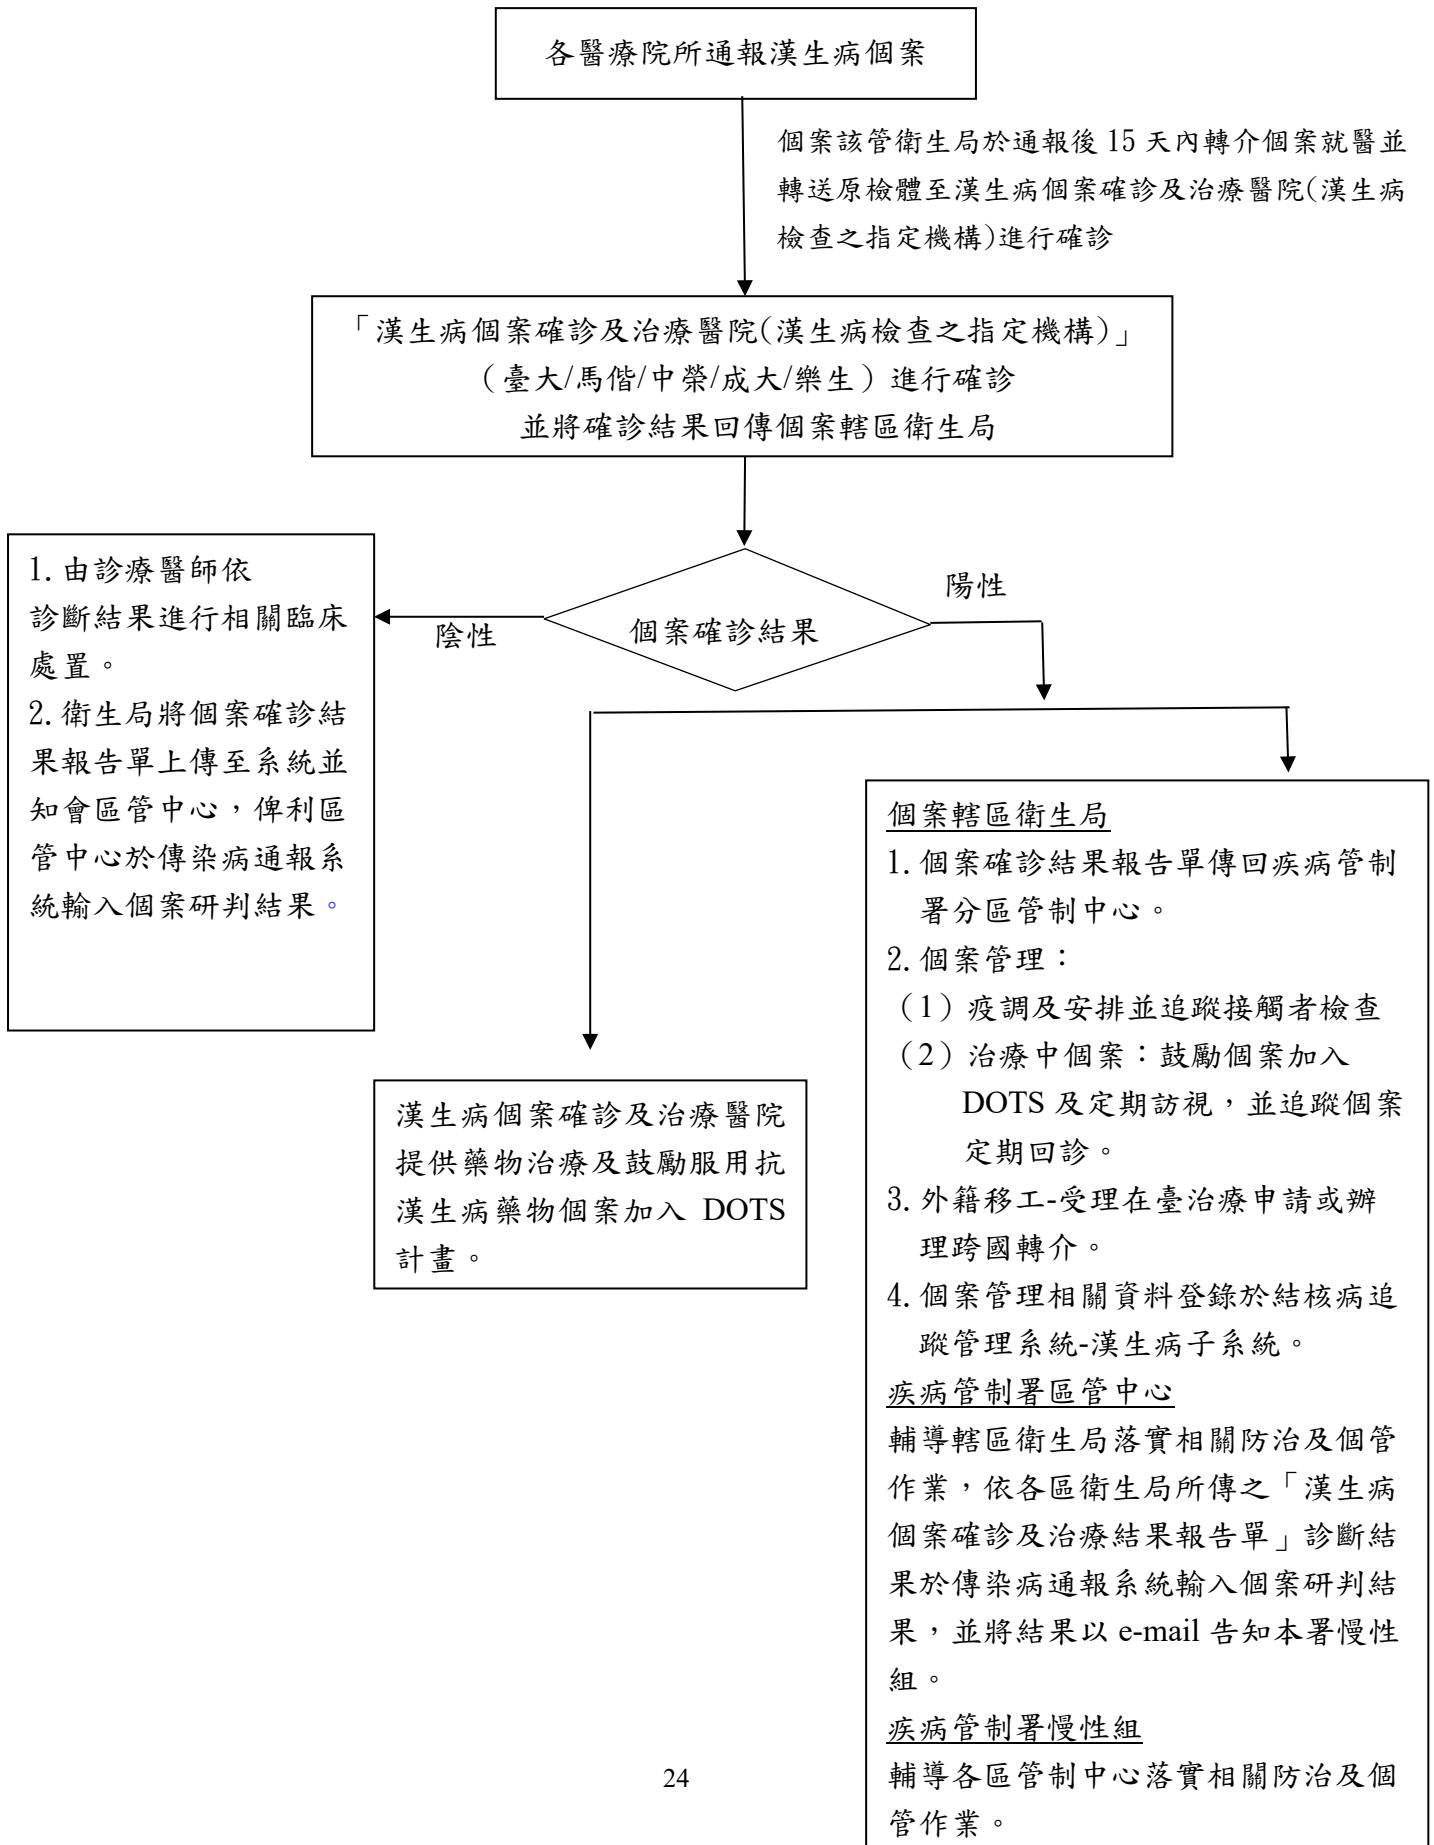 各醫療院所通報漢生病個案
個案該管衛生局於通報後 15 天內轉介個案就醫並
轉送原檢體至漢生病個案確診及治療醫院(漢生病
檢查之指定機構)進行確診
「漢生病個案確診及治療醫院(漢生病檢查之指定機構)」
（臺大/馬偕/中榮/成大/樂生）進行確診
並將確診結果回傳個案轄區衛生局
個案確診結果
陰性
陽性
1.由診療醫師依
診斷結果進行相關臨床
處置。
2.衛生局將個案確診結
果報告單上傳至系統並
知會區管中心，俾利區
管中心於傳染病通報系
統輸入個案研判結果。
漢生病個案確診及治療醫院
提供藥物治療及鼓勵服用抗
漢生病藥物個案加入 DOTS
計畫。
個案轄區衛生局
1.個案確診結果報告單傳回疾病管制
署分區管制中心。
2.個案管理：
（1）疫調及安排並追蹤接觸者檢查
（2）治療中個案：鼓勵個案加入
DOTS 及定期訪視，並追蹤個案
定期回診。
3.外籍移工-受理在臺治療申請或辦
理跨國轉介。
4.個案管理相關資料登錄於結核病追
蹤管理系統-漢生病子系統。
疾病管制署區管中心
輔導轄區衛生局落實相關防治及個管
作業，依各區衛生局所傳之「漢生病
個案確診及治療結果報告單」診斷結
果於傳染病通報系統輸入個案研判結
果，並將結果以 e-mail 告知本署慢性
組。
疾病管制署慢性組
輔導各區管制中心落實相關防治及個
管作業。
24